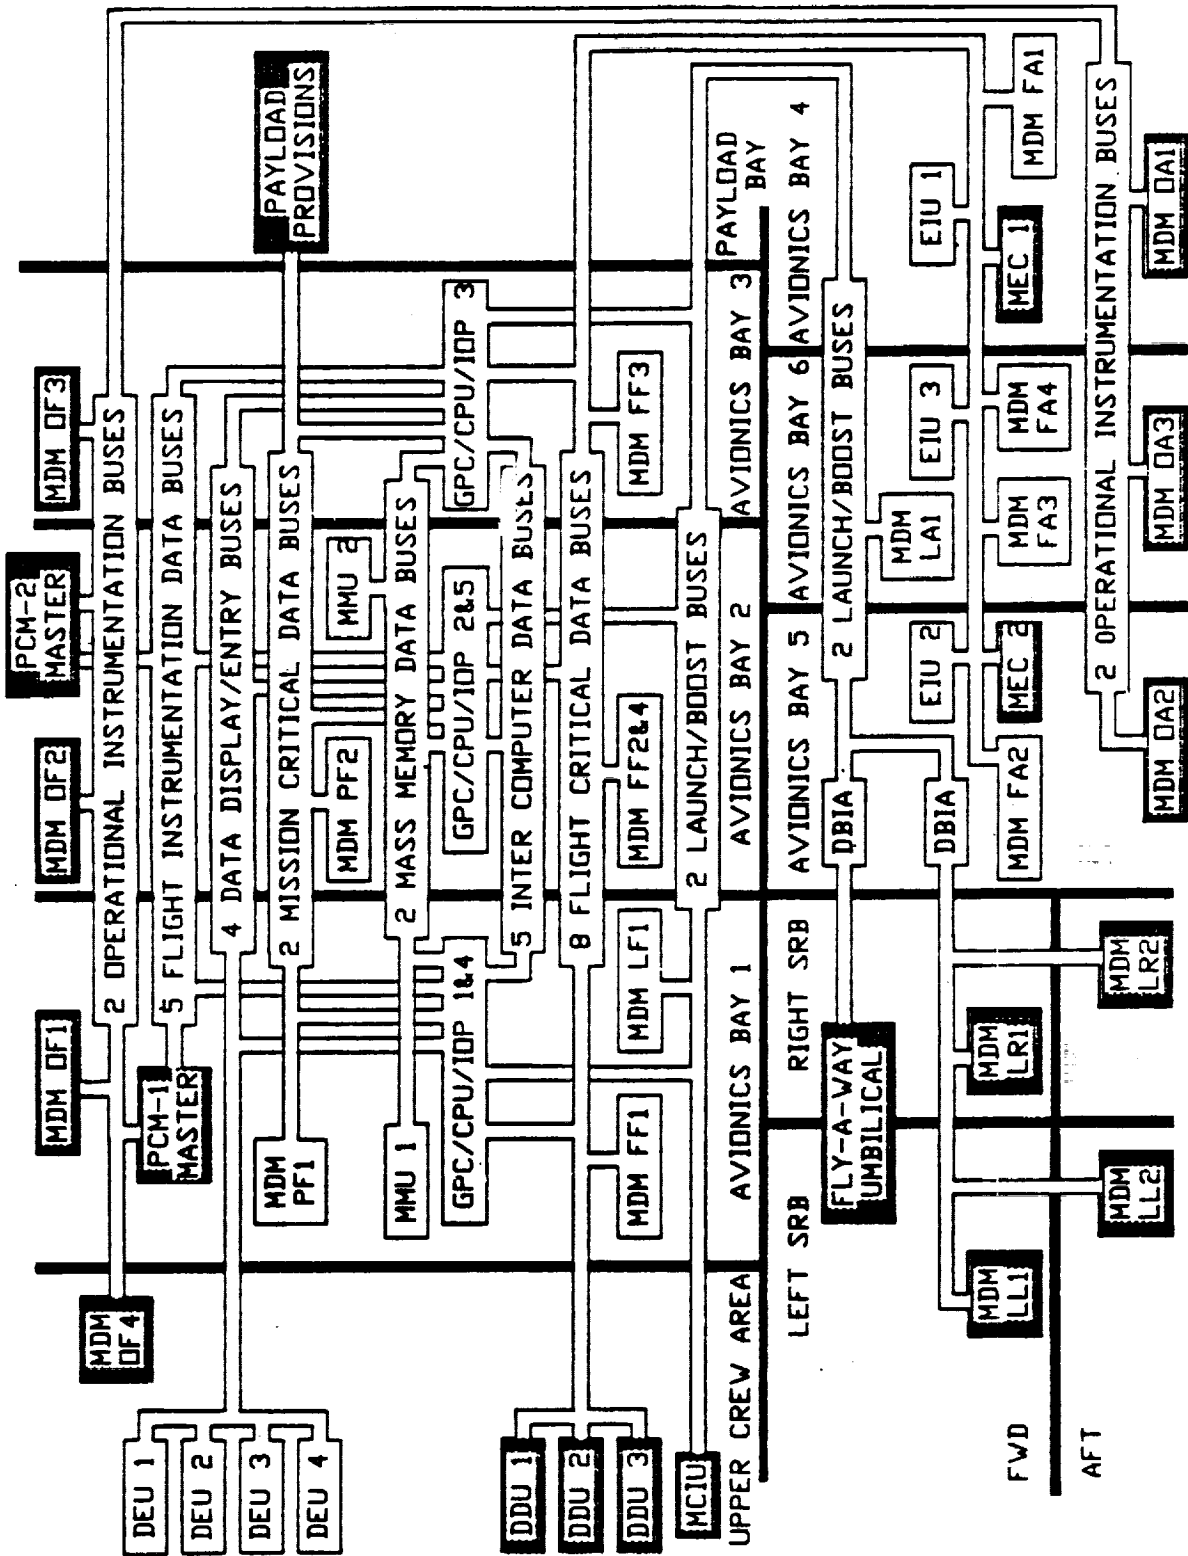 PCM-2
MASTER
MDM OF1
MDM OF2
MDM OF3
MDM
OF4
2 OPERATIONAL INSTRUMENTATION BUSES
PCM-1
MASTER
5 FLIGHT INSTRUMENTATION DATA BUSES
DEU 1
DEU 2
DEU 3
DEU 4
4 DATA DISPLAY/ENTRY BUSES
PAYLOAD
PROVISIONS
MDM
PF1
2 MISSION CRITICAL DATA BUSES
MDM PF2
MMU 2
MMU 1
2 MASS MEMORY DATA BUSES
GPC/CPU/IOP 1&4
GPC/CPU/IOP 2&5
GPC/CPU/IOP 3
5 INTER COMPUTER DATA BUSES
DDU 1
DDU 2
DDU 3
8 FLIGHT CRITICAL DATA BUSES
MDM FF1
MDM LF1
MDM FF2&4
MDM FF3
MCIU
2 LAUNCH/BOOST BUSES
UPPER CREW AREA
AVIONICS BAY 1
AVIONICS BAY 2
AVIONICS BAY 3
PAYLOAD
BAY
LEFT SRB
RIGHT SRB
AVIONICS BAY 5
AVIONICS BAY 6
AVIONICS BAY 4
FLY-A-WAY
UMBILICAL
DBIA
2 LAUNCH/BOOST BUSES
MDM
LA1
DBIA
EIU 2
EIU 3
EIU 1
MDM
LL1
MDM
LR1
MDM FA2
MEC 2
MDM
FA3
MDM
FA4
MEC 1
MDM FA1
FWD
AFT
2 OPERATIONAL INSTRUMENTATION BUSES
MDM
LL2
MDM
LR2
MDM OA2
MDM OA3
MDM OA1